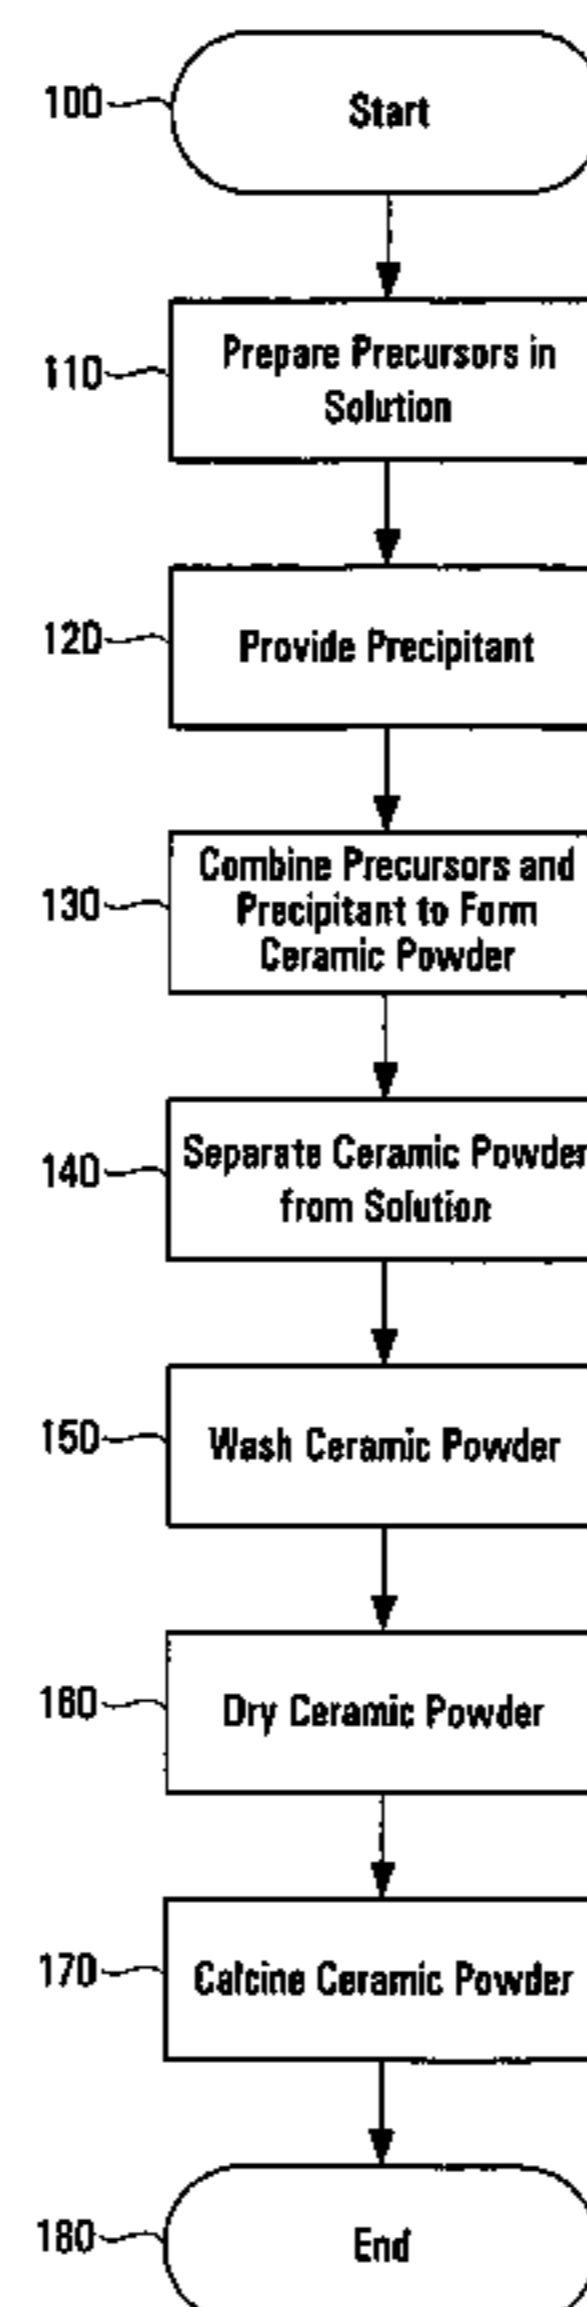 100
Start
110
Prepare Precursors in
Solution
120
Provide Precipitant
130
Combine Precursors and
Precipitant to Form
Ceramic Powder
140
Separate Ceramic Powder
from Solution
150
Wash Ceramic Powder
160
Dry Ceramic Powder
170
Calcine Ceramic Powder
180
End